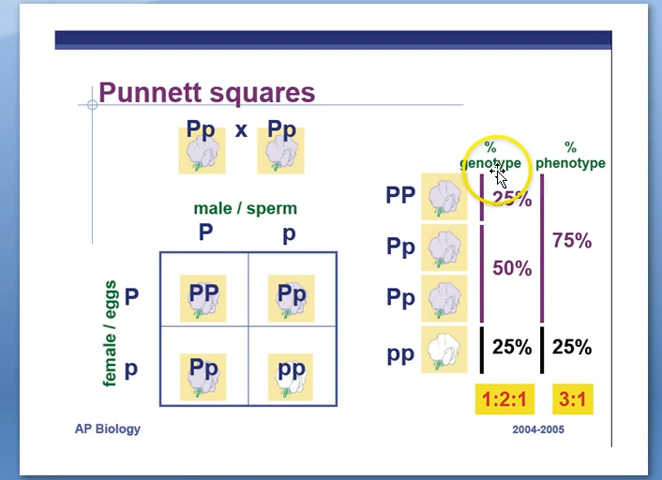 Punnett squares
Pp x Pp
male / sperm
P p
female / eggs
P
PP Pp
p
Pp pp
% genotype
% phenotype
PP 25%
Pp
50%
75%
Pp
pp 25% 25%
1:2:1 3:1
AP Biology
2004-2005